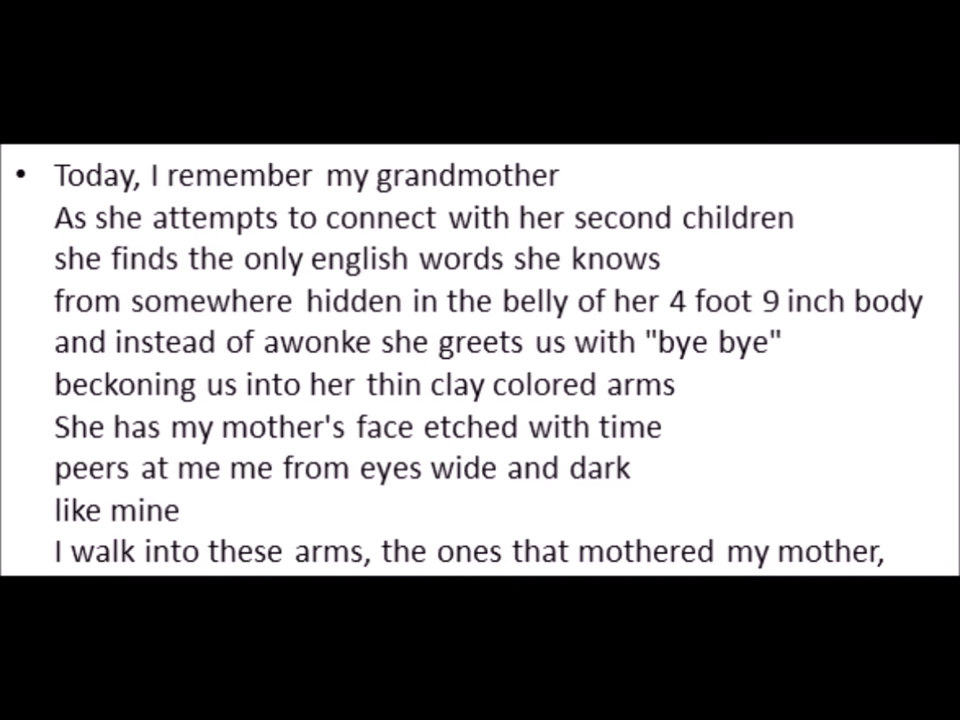 • Today, I remember my grandmother
As she attempts to connect with her second children
she finds the only english words she knows
from somewhere hidden in the belly of her 4 foot 9 inch body
and instead of awonke she greets us with "bye bye"
beckoning us into her thin clay colored arms
She has my mother's face etched with time
peers at me me from eyes wide and dark
like mine
I walk into these arms, the ones that mothered my mother,